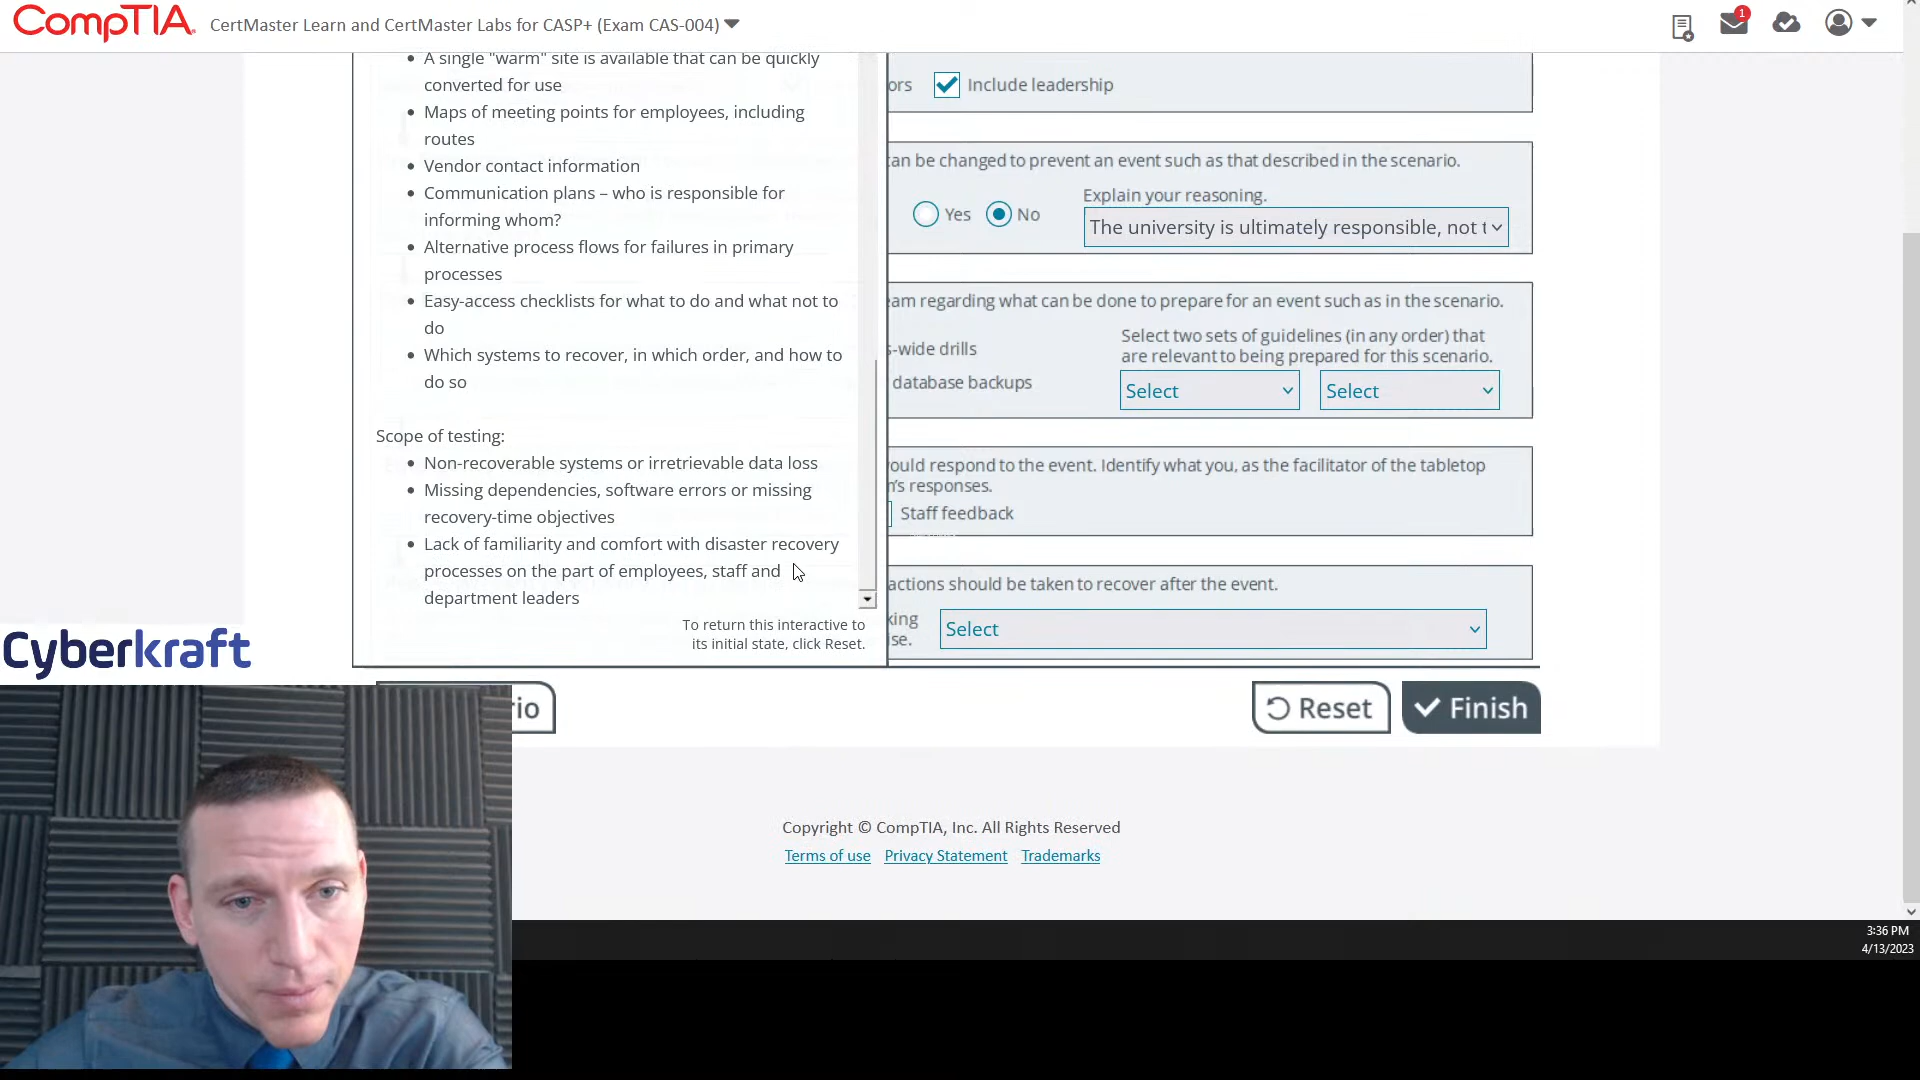 CompTIA.
CertMaster Learn and CertMaster Labs for CASP+ (Exam CAS-004)
1
A single "warm" site is available that can be quickly
converted for use
Maps of meeting points for employees, including
routes
Vendor contact information
Communication plans – who is responsible for
informing whom?
Alternative process flows for failures in primary
processes
Easy-access checklists for what to do and what not to
do
Which systems to recover, in which order, and how to
do so
Scope of testing:
Non-recoverable systems or irretrievable data loss
Missing dependencies, software errors or missing
recovery-time objectives
Lack of familiarity and comfort with disaster recovery
processes on the part of employees, staff and
department leaders
To return this interactive to
its initial state, click Reset.
ors Include leadership
can be changed to prevent an event such as that described in the scenario.
Explain your reasoning.
Yes No
The university is ultimately responsible, not t
eam regarding what can be done to prepare for an event such as in the scenario.
Select two sets of guidelines (in any order) that
are relevant to being prepared for this scenario.
s-wide drills
database backups
Select Select
ould respond to the event. Identify what you, as the facilitator of the tabletop
n's responses.
Staff feedback
actions should be taken to recover after the event.
king
ise.
Select
rio
Reset Finish
Cyberkraft
Copyright © CompTIA, Inc. All Rights Reserved
Terms of use Privacy Statement Trademarks
3:36 PM
4/13/2023